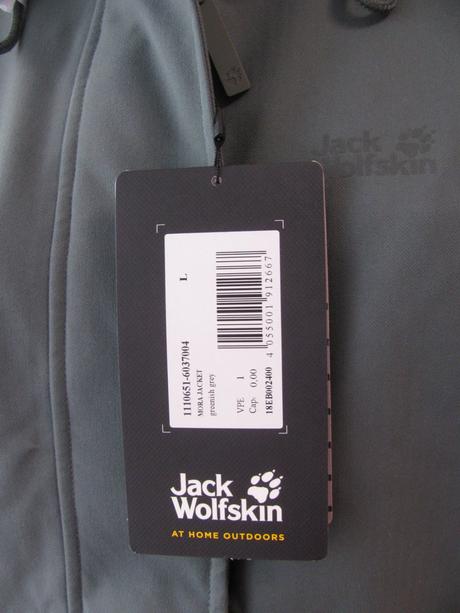 Jack
Wolfskin
L
4 055001 912667
1110651-6037004
MORA JACKET
greenish grey
VPE 1
Cap. 0,00
18EB002400
Jack
Wolfskin
AT HOME OUTDOORS